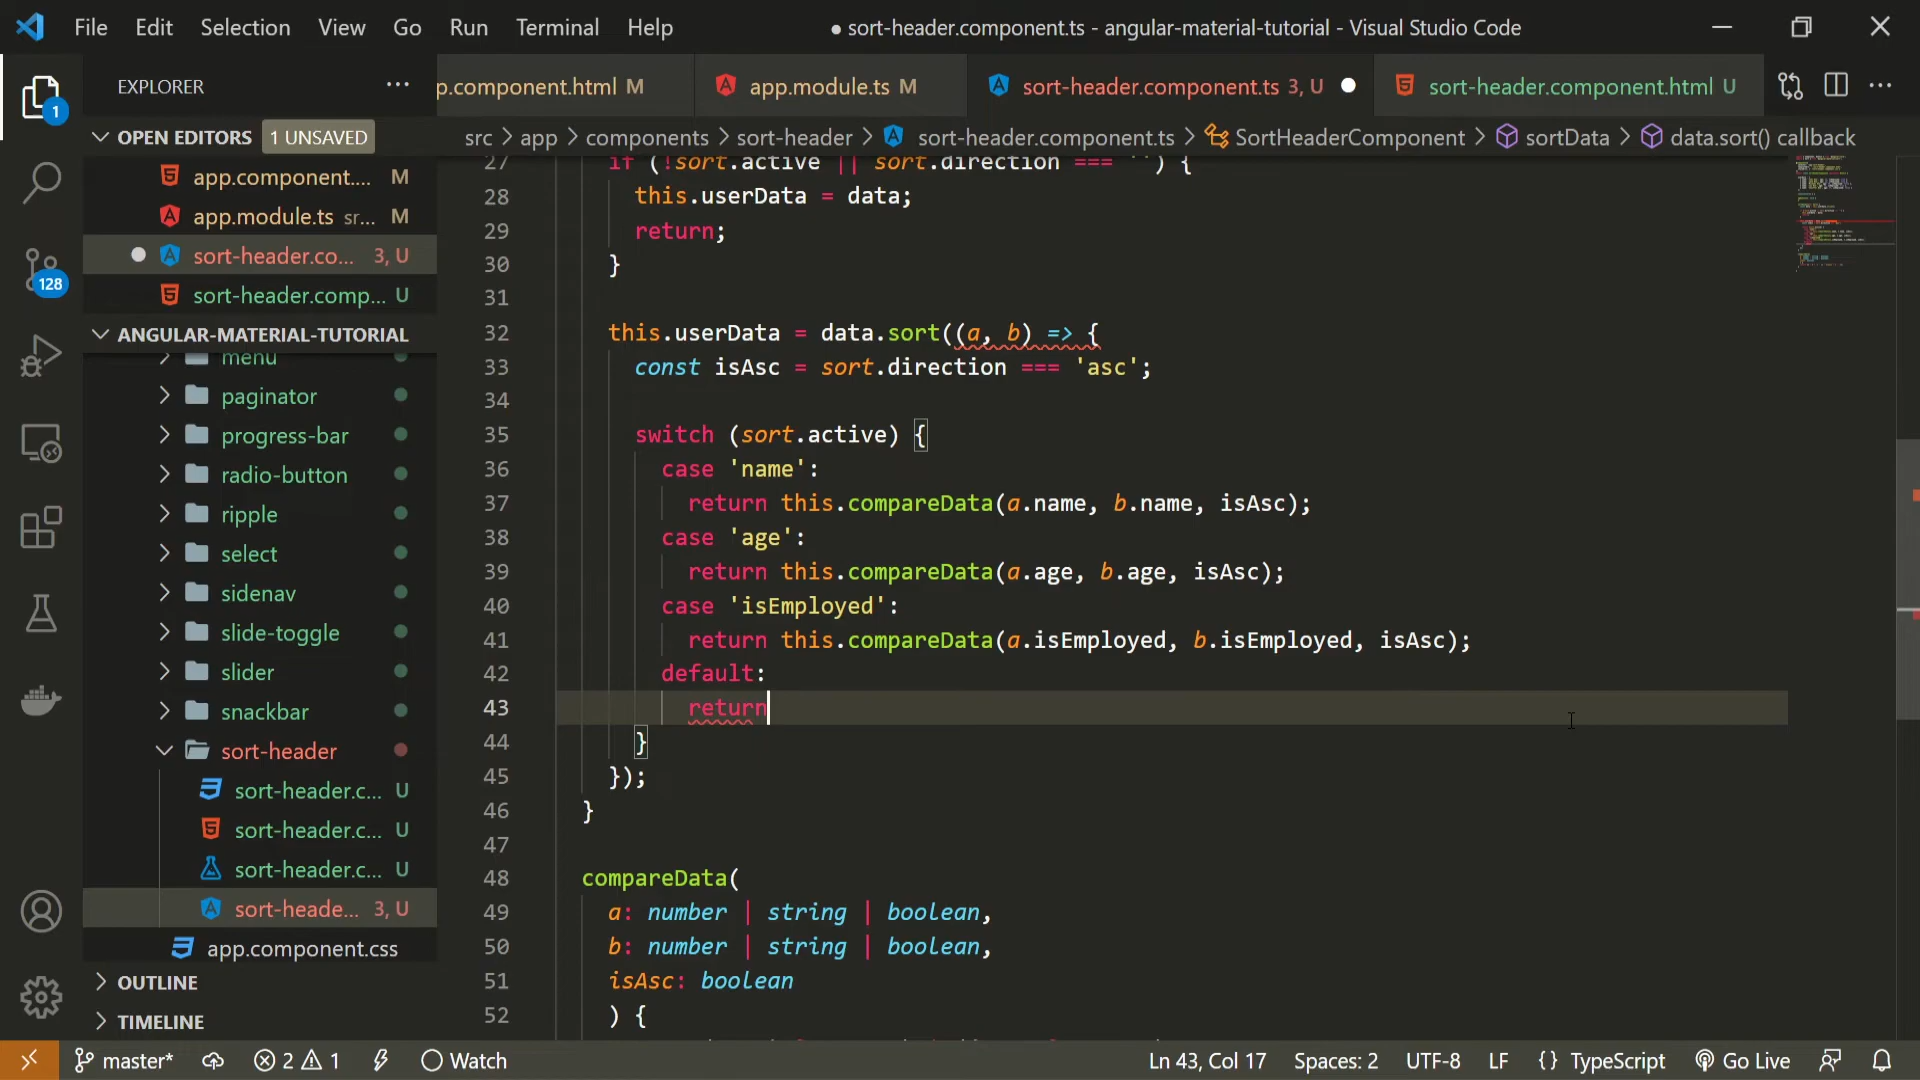 File Edit Selection View Go Run Terminal Help
● sort-header.component.ts - angular-material-tutorial - Visual Studio Code
EXPLORER
p.component.html M
app.module.ts M
sort-header.component.ts 3, U
sort-header.component.html U
1
OPEN EDITORS 1 UNSAVED
src > app > components > sort-header > sort-header.component.ts > SortHeaderComponent > sortData > data.sort() callback
app.component.... M
app.module.ts sr... M
sort-header.co... 3, U
sort-header.comp... U
128
ANGULAR-MATERIAL-TUTORIAL
menu
paginator
progress-bar
radio-button
ripple
select
sidenav
slide-toggle
slider
snackbar
sort-header
sort-header.c... U
sort-header.c... U
sort-header.c... U
sort-heade... 3, U
app.component.css
OUTLINE
TIMELINE
27 if (!sort.active || sort.direction === '') {
28 this.userData = data;
29 return;
30 }
31
32 this.userData = data.sort((a, b) => {
33 const isAsc = sort.direction === 'asc';
34
35 switch (sort.active) {
36 case 'name':
37 return this.compareData(a.name, b.name, isAsc);
38 case 'age':
39 return this.compareData(a.age, b.age, isAsc);
40 case 'isEmployed':
41 return this.compareData(a.isEmployed, b.isEmployed, isAsc);
42 default:
43 return
44 }
45 });
46 }
47
48 compareData(
49 a: number | string | boolean,
50 b: number | string | boolean,
51 isAsc: boolean
52 ) {
master* 2 1 Watch
Ln 43, Col 17 Spaces: 2 UTF-8 LF {} TypeScript Go Live